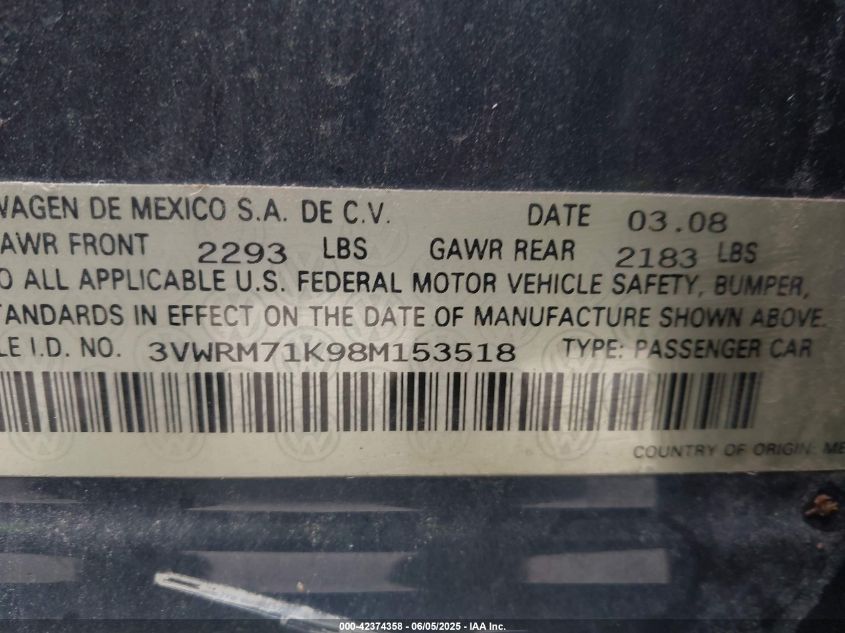 WAGEN DE MEXICO S.A. DE C.V. DATE 03.08
AWR FRONT 2293 LBS GAWR REAR 2183 LBS
O ALL APPLICABLE U.S. FEDERAL MOTOR VEHICLE SAFETY, BUMPER,
TANDARDS IN EFFECT ON THE DATE OF MANUFACTURE SHOWN ABOVE.
LE I.D. NO. 3VWRM71K98M153518 TYPE: PASSENGER CAR
COUNTRY OF ORIGIN: ME
000-42374358 - 06/05/2025 - IAA Inc.